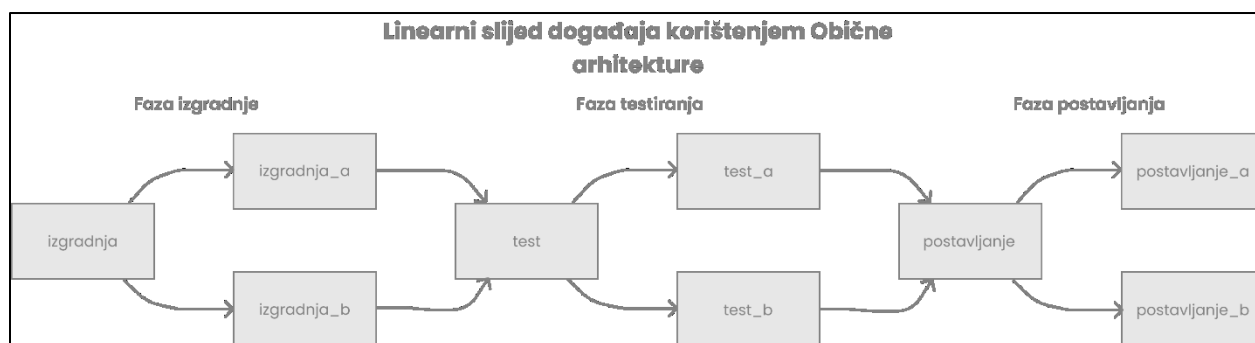 Linearni slijed događaja korištenjem Obične
arhitekture
Faza izgradnje
Faza testiranja
Faza postavljanja
izgradnja_a
test_a
postavljanje_a
izgradnja
test
postavljanje
izgradnja_b
test_b
postavljanje_b